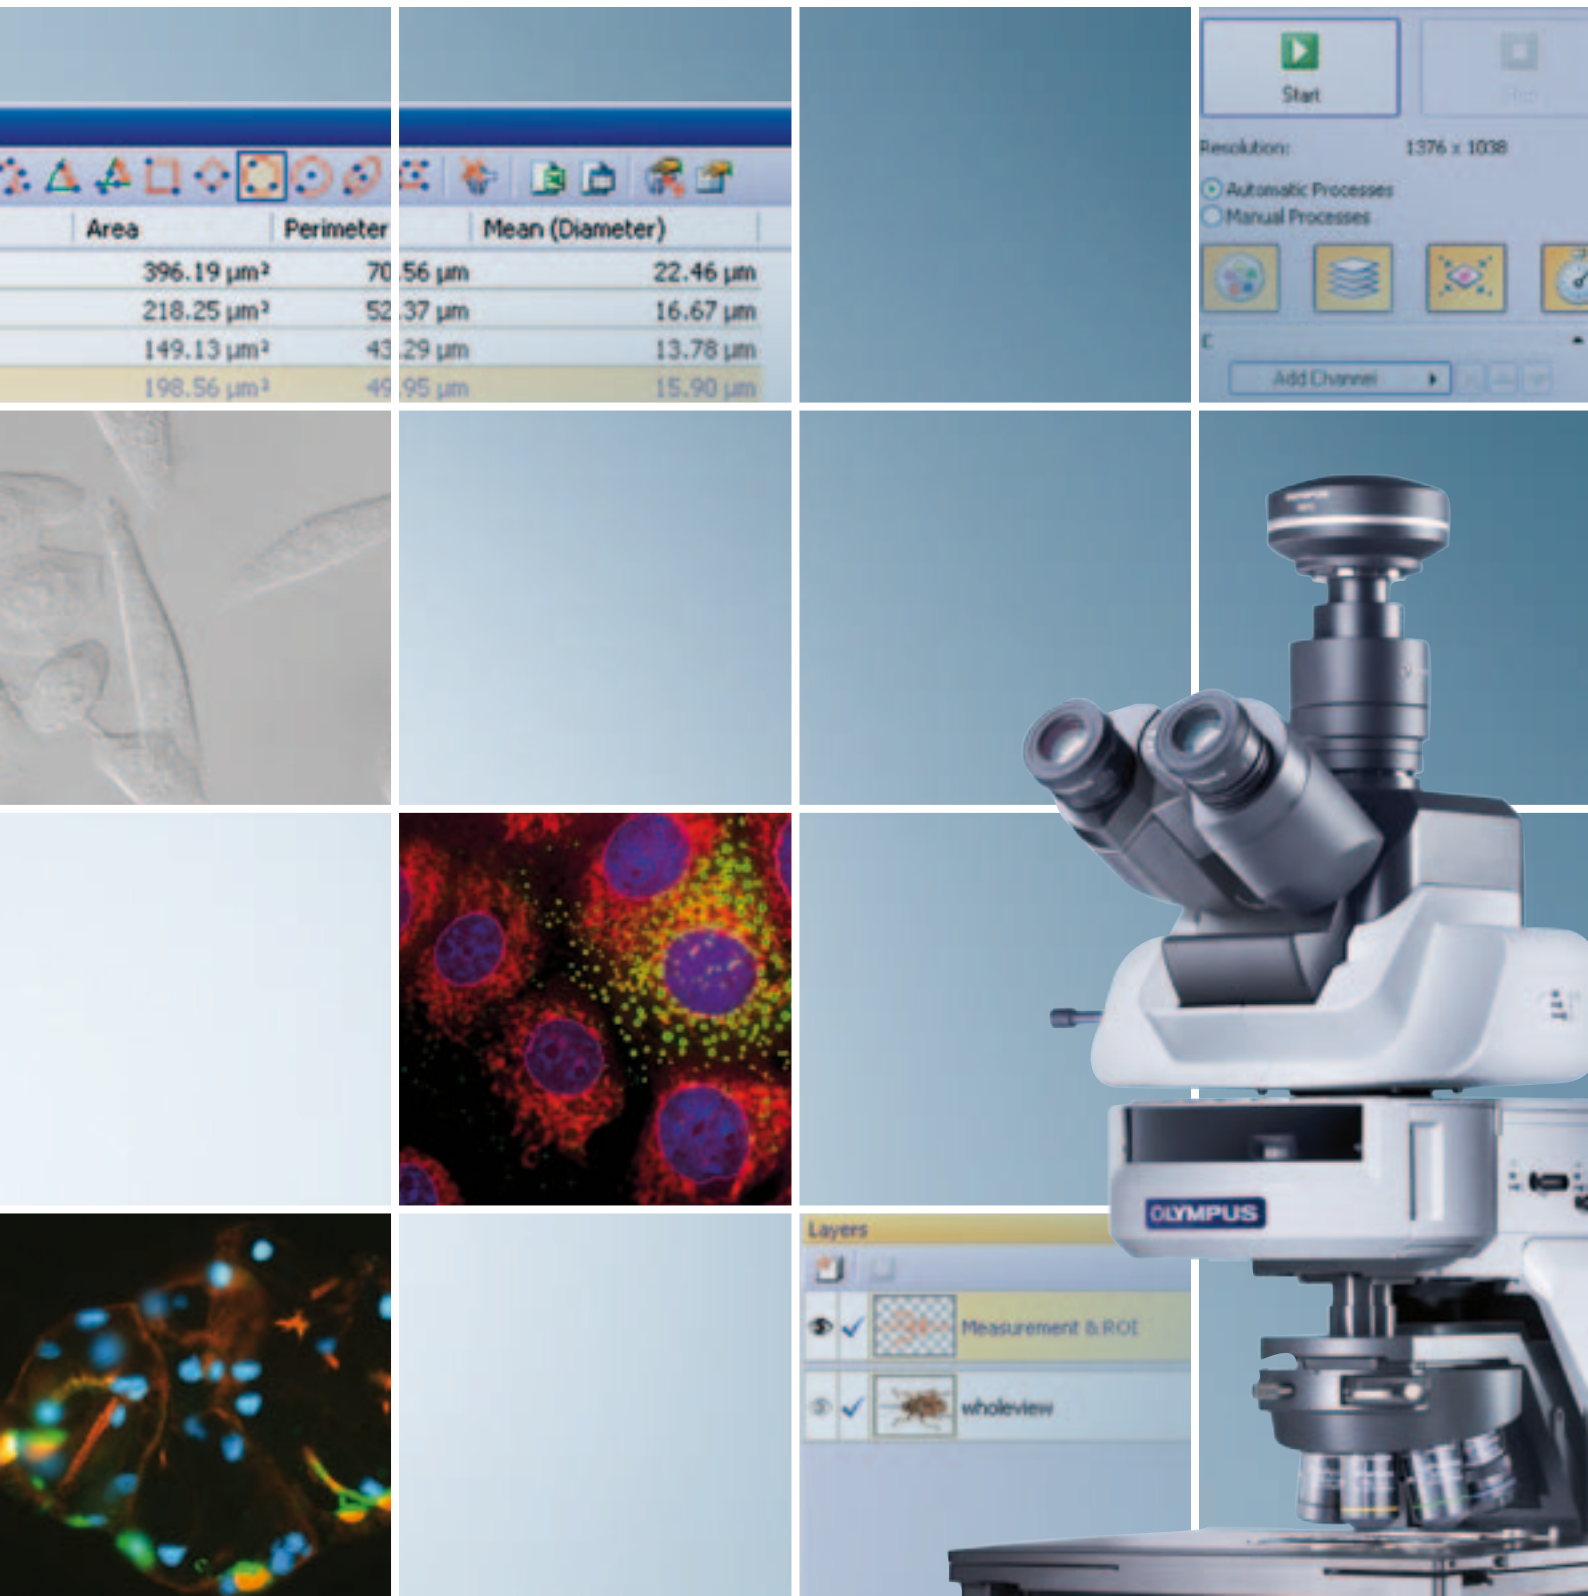 Area Perimeter Mean (Diameter)
396.19 µm² 70.56 µm 22.46 µm
218.25 µm² 52.37 µm 16.67 µm
149.13 µm² 43.29 µm 13.78 µm
198.56 µm² 49.95 µm 15.90 µm
Start
Stop
Resolution: 1376 x 1038
Automatic Processes
Manual Processes
Add Channel
OLYMPUS
Layers
Measurement & ROI
wholeview